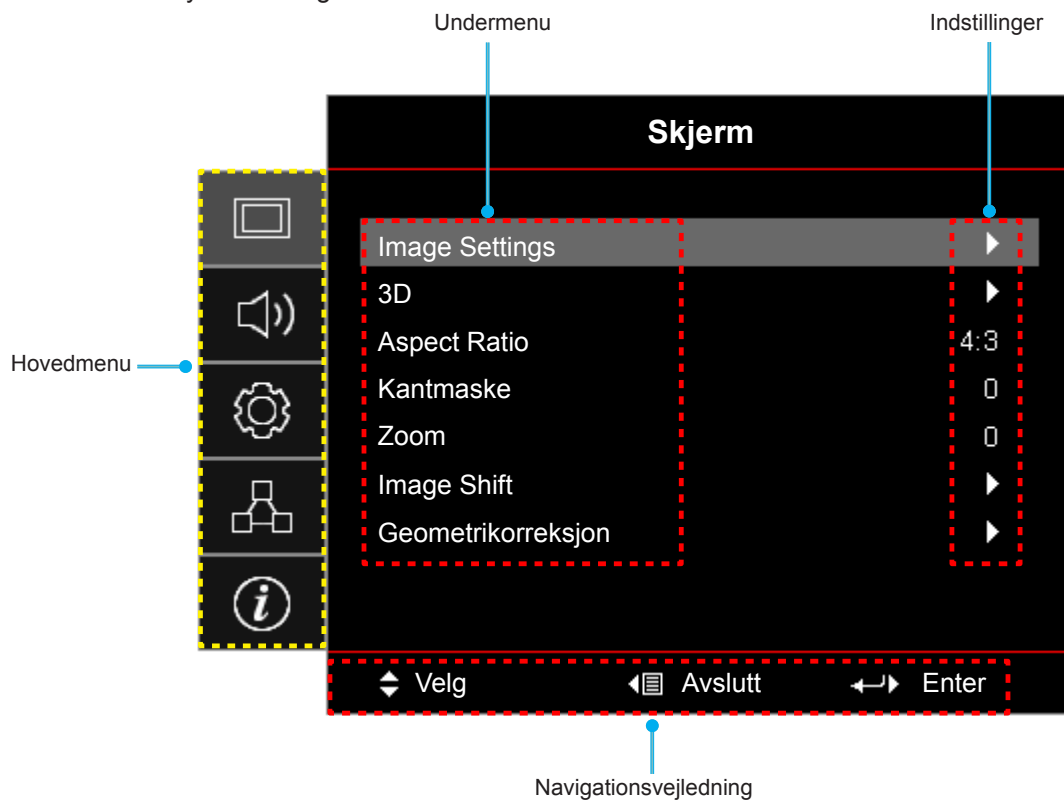 Undermenu
Indstillinger
Skjerm
Image Settings
3D
Aspect Ratio 4:3
Hovedmenu
Kantmaske 0
Zoom 0
Image Shift
Geometrikorreksjon
Velg Avslutt Enter
Navigationsvejledning